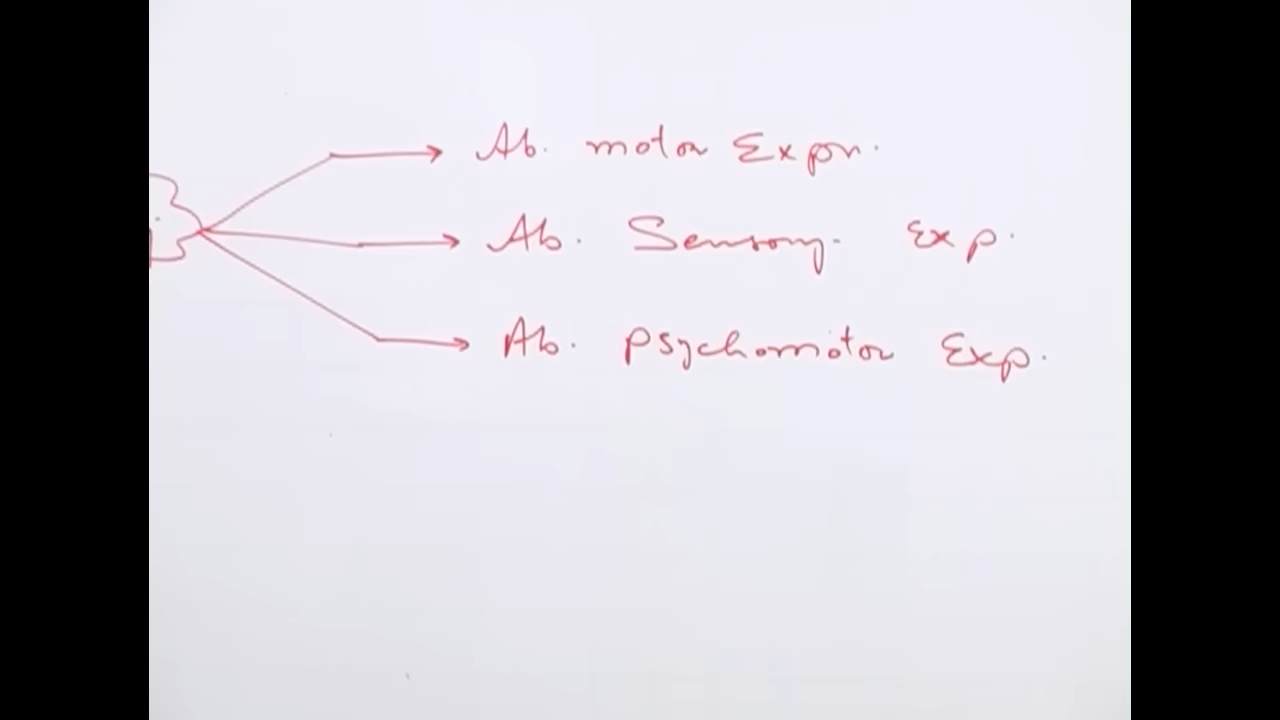 Ab. motor Expr.
Ab. Sensory. Exp.
Ab. psychomotor Exp.